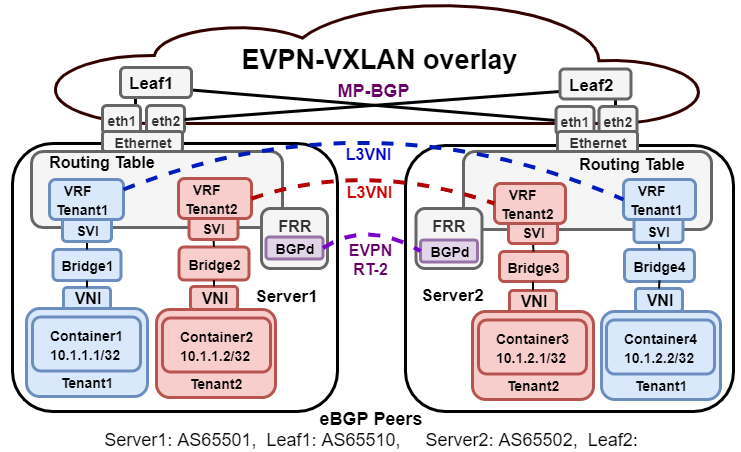 EVPN-VXLAN overlay
Leaf1
Leaf2
MP-BGP
eth1
eth2
eth1
eth2
Ethernet
Ethernet
Routing Table
L3VNI
Routing Table
VRF
Tenant1
VRF
Tenant2
L3VNI
VRF
Tenant2
VRF
Tenant1
SVI
SVI
FRR
FRR
SVI
SVI
BGPd
EVPN
RT-2
BGPd
Bridge1
Bridge2
Bridge3
Bridge4
VNI
VNI
Server1
Server2
VNI
VNI
Container1
10.1.1.1/32
Tenant1
Container2
10.1.1.2/32
Tenant2
Container3
10.1.2.1/32
Tenant2
Container4
10.1.2.2/32
Tenant1
eBGP Peers
Server1: AS65501, Leaf1: AS65510, Server2: AS65502, Leaf2: